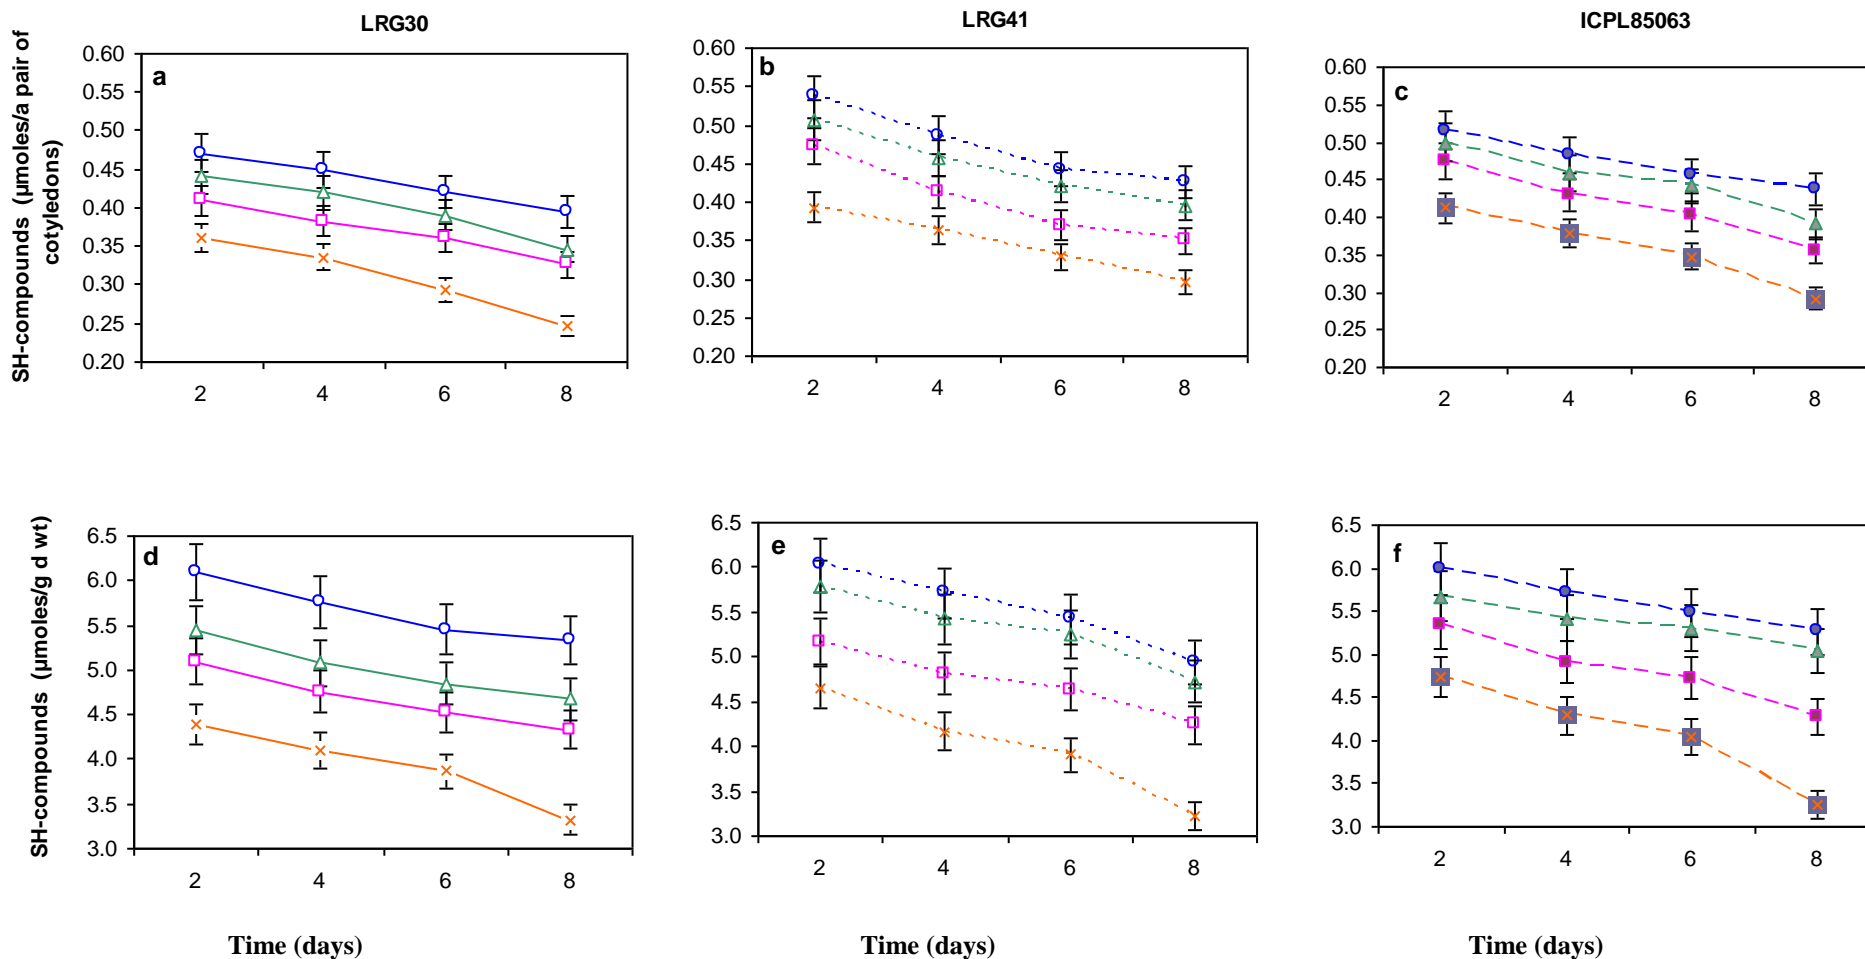 LRG30
LRG41
ICPL85063
SH-compounds (µmoles/a pair of
cotyledons)
a
0.60
0.55
0.50
0.45
0.40
0.35
0.30
0.25
0.20
2 4 6 8
b
0.60
0.55
0.50
0.45
0.40
0.35
0.30
0.25
0.20
2 4 6 8
c
0.60
0.55
0.50
0.45
0.40
0.35
0.30
0.25
0.20
2 4 6 8
SH-compounds (µmoles/g d wt)
d
6.5
6.0
5.5
5.0
4.5
4.0
3.5
3.0
2 4 6 8
e
6.5
6.0
5.5
5.0
4.5
4.0
3.5
3.0
2 4 6 8
f
6.5
6.0
5.5
5.0
4.5
4.0
3.5
3.0
2 4 6 8
Time (days)
Time (days)
Time (days)